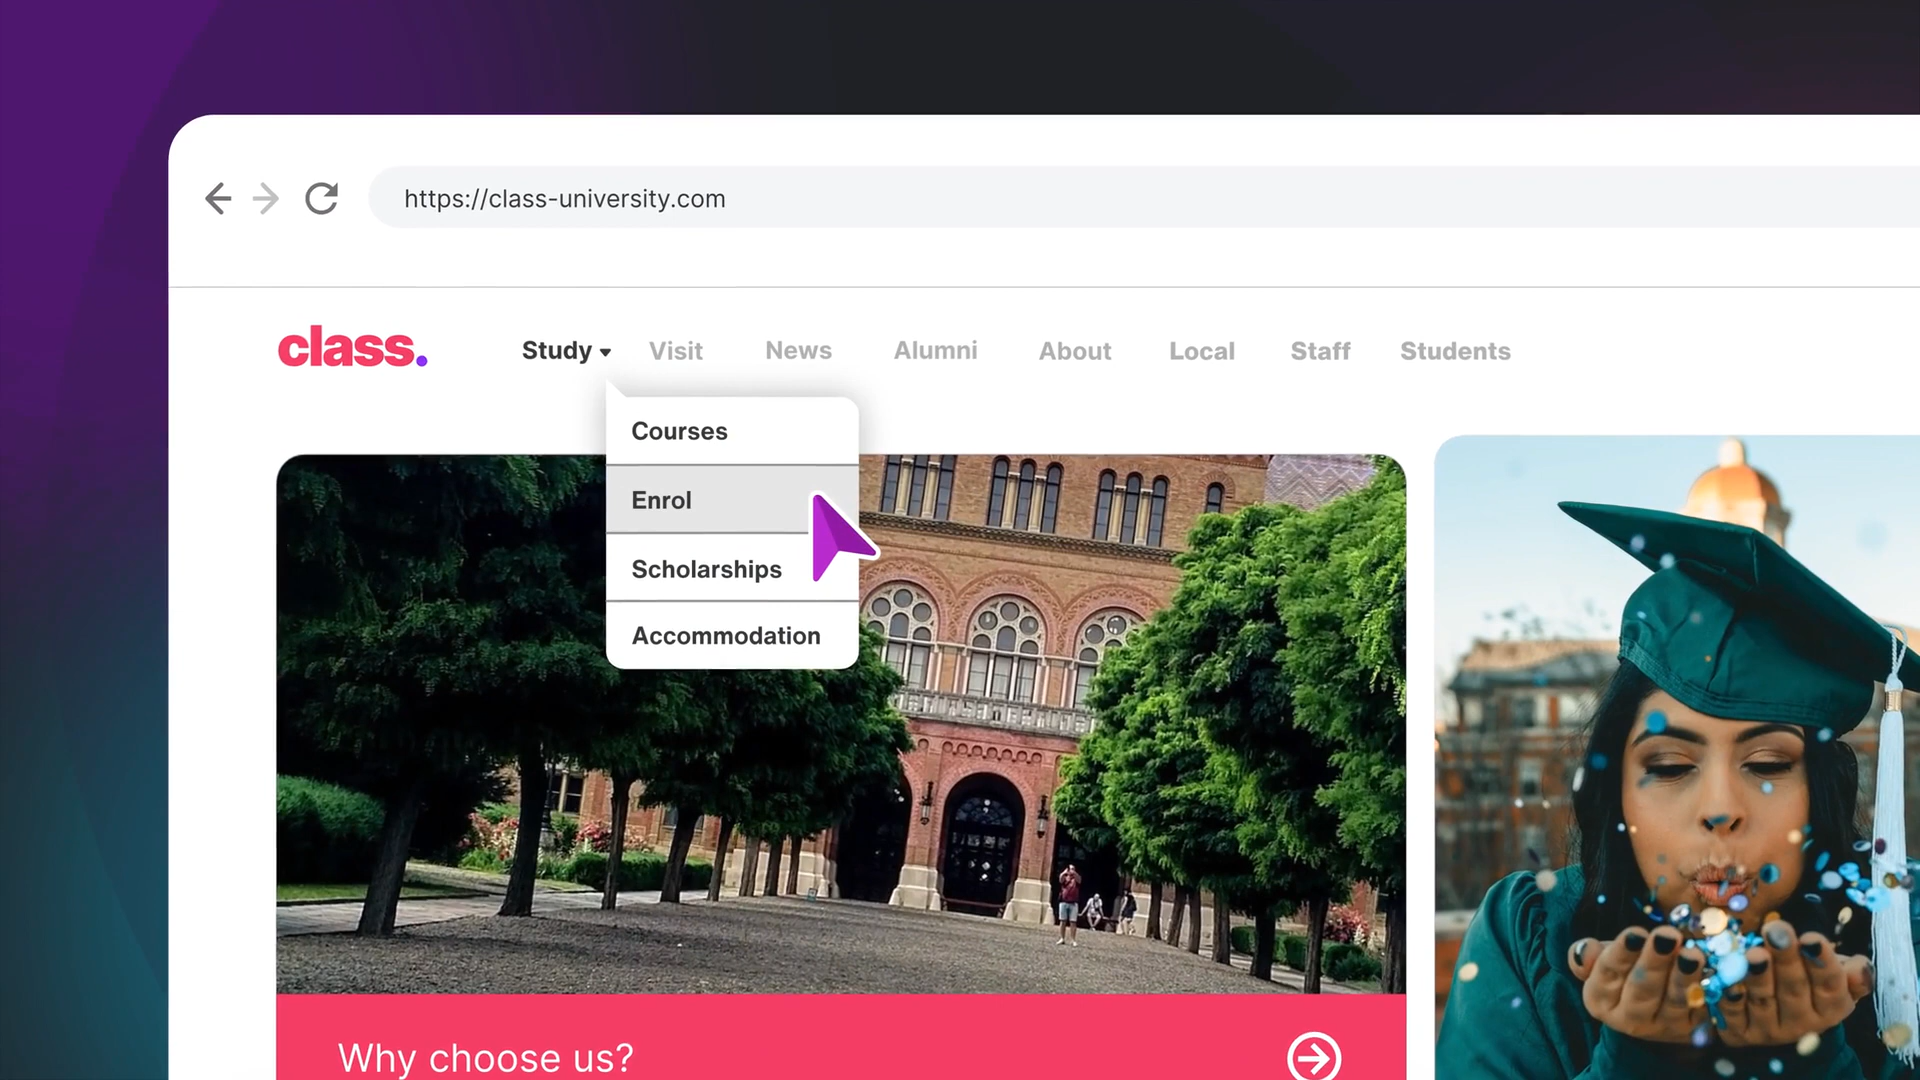 https://class-university.com
class.
Study Visit News Alumni About Local Staff Students
Courses
Enrol
Scholarships
Accommodation
Why choose us?